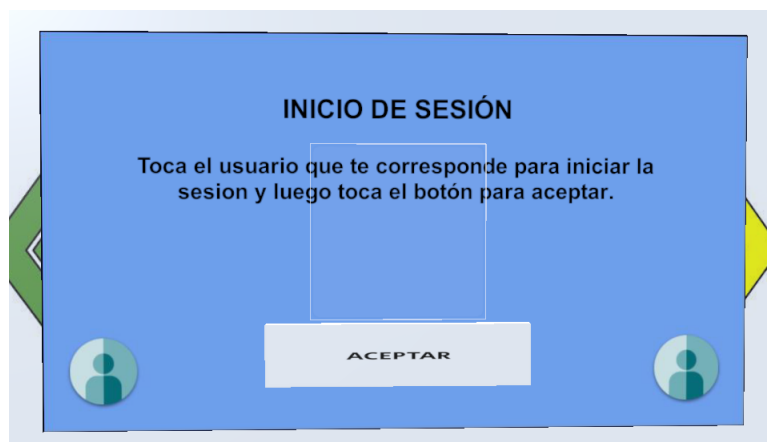 INICIO DE SESIÓN
Toca el usuario que te corresponde para iniciar la
sesion y luego toca el botón para aceptar.
ACEPTAR